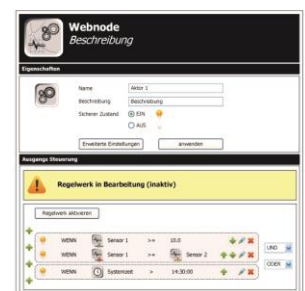 Webnode
Beschreibung
Eigenschaften
Name Aktor 1
Beschreibung Beschreibung
Sicherer Zustand EIN
AUS
Erweiterte Einstellungen anwenden
Ausgangs Steuerung
Regelwerk in Bearbeitung (inaktiv)
Regelwerk aktivieren
WENN Sensor 1 >= 10.0
UND
WENN Sensor 1 >= Sensor 2
ODER
WENN Systemzeit > 14:30:00